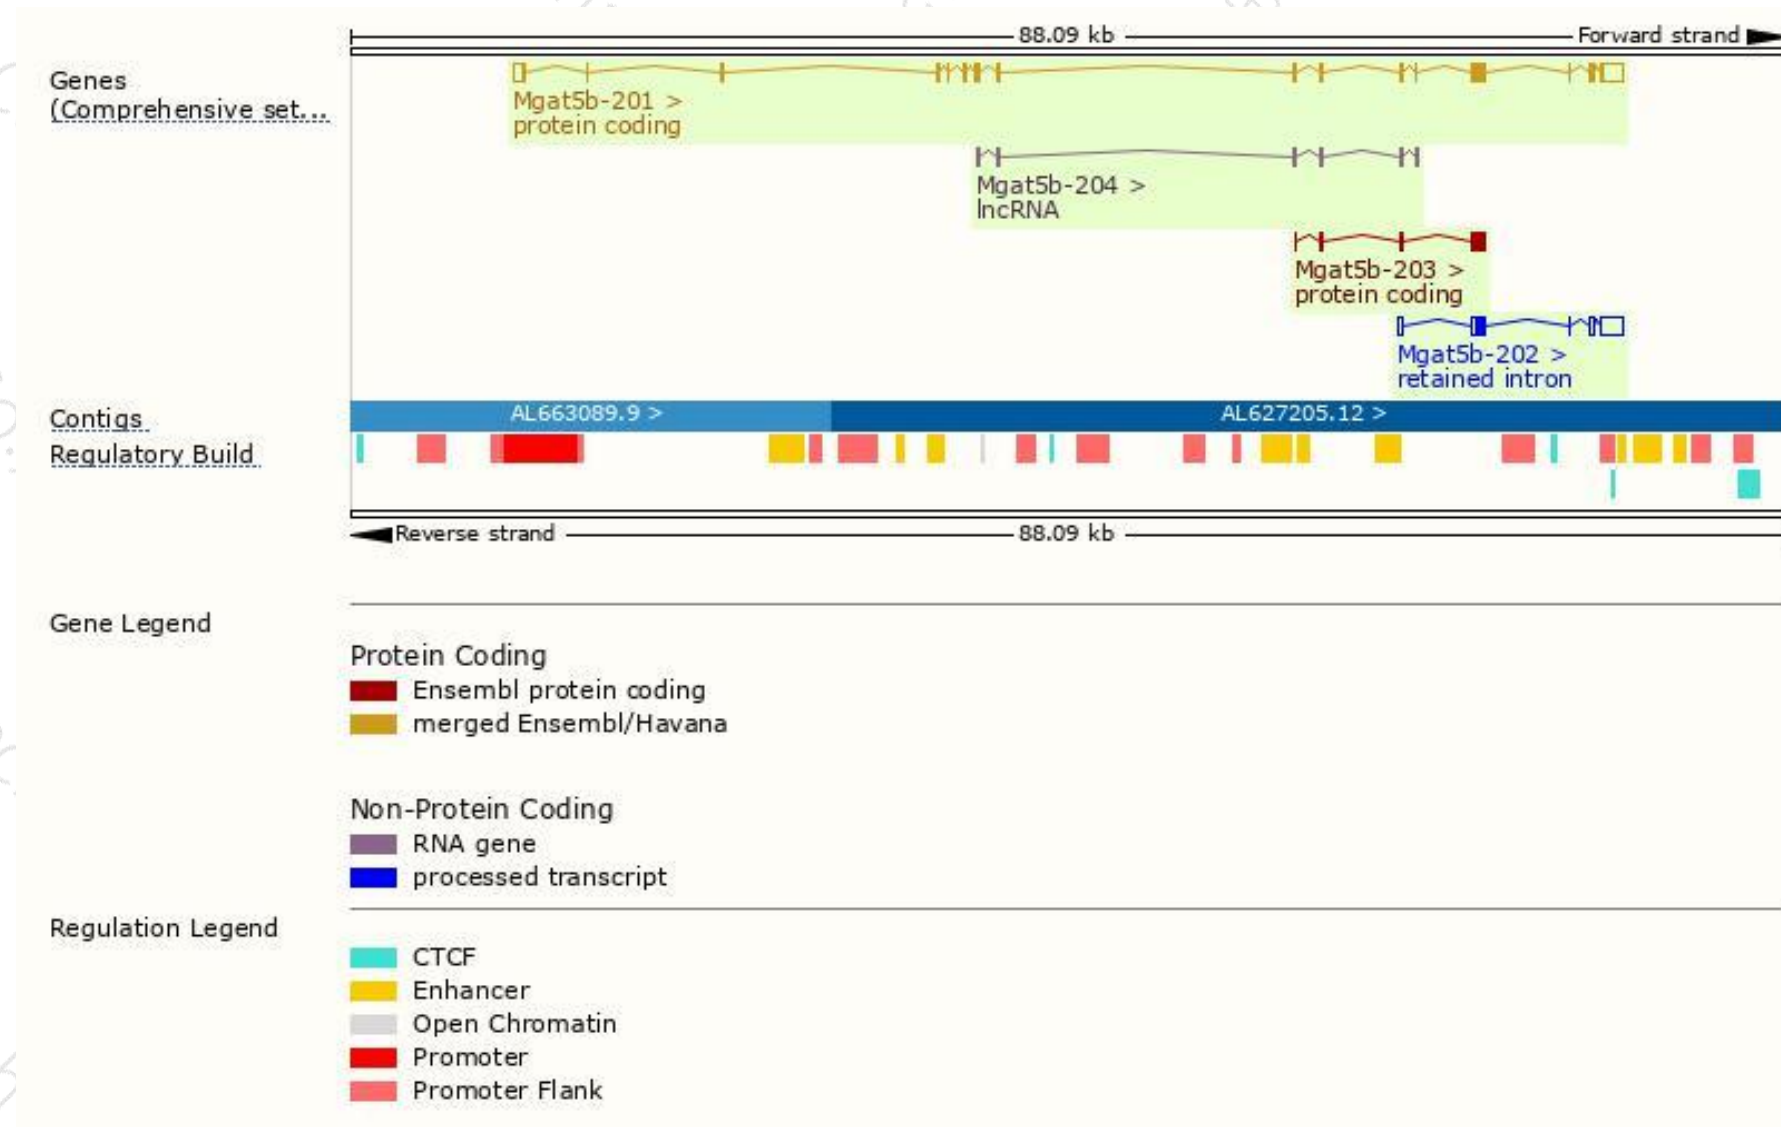 88.09 kb
Forward strand
Genes
(Comprehensive set...
Mgat5b-201 >
protein coding
Mgat5b-204 >
lncRNA
Mgat5b-203 >
protein coding
Mgat5b-202 >
retained intron
Contigs
AL663089.9 >
AL627205.12 >
Regulatory Build
Reverse strand
88.09 kb
Gene Legend
Protein Coding
Ensembl protein coding
merged Ensembl/Havana
Non-Protein Coding
RNA gene
processed transcript
Regulation Legend
CTCF
Enhancer
Open Chromatin
Promoter
Promoter Flank